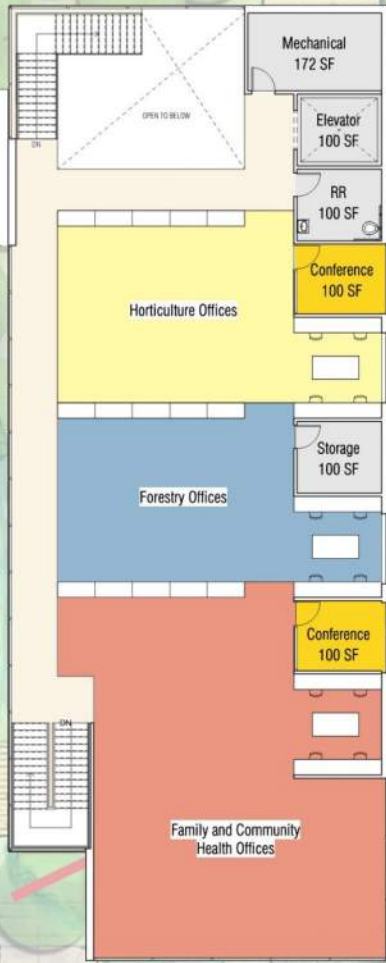 Mechanical
172 SF
OPEN TO BELOW
Elevator
100 SF
DN
RR
100 SF
Conference
100 SF
Horticulture Offices
Storage
100 SF
Forestry Offices
Conference
100 SF
DN
Family and Community
Health Offices